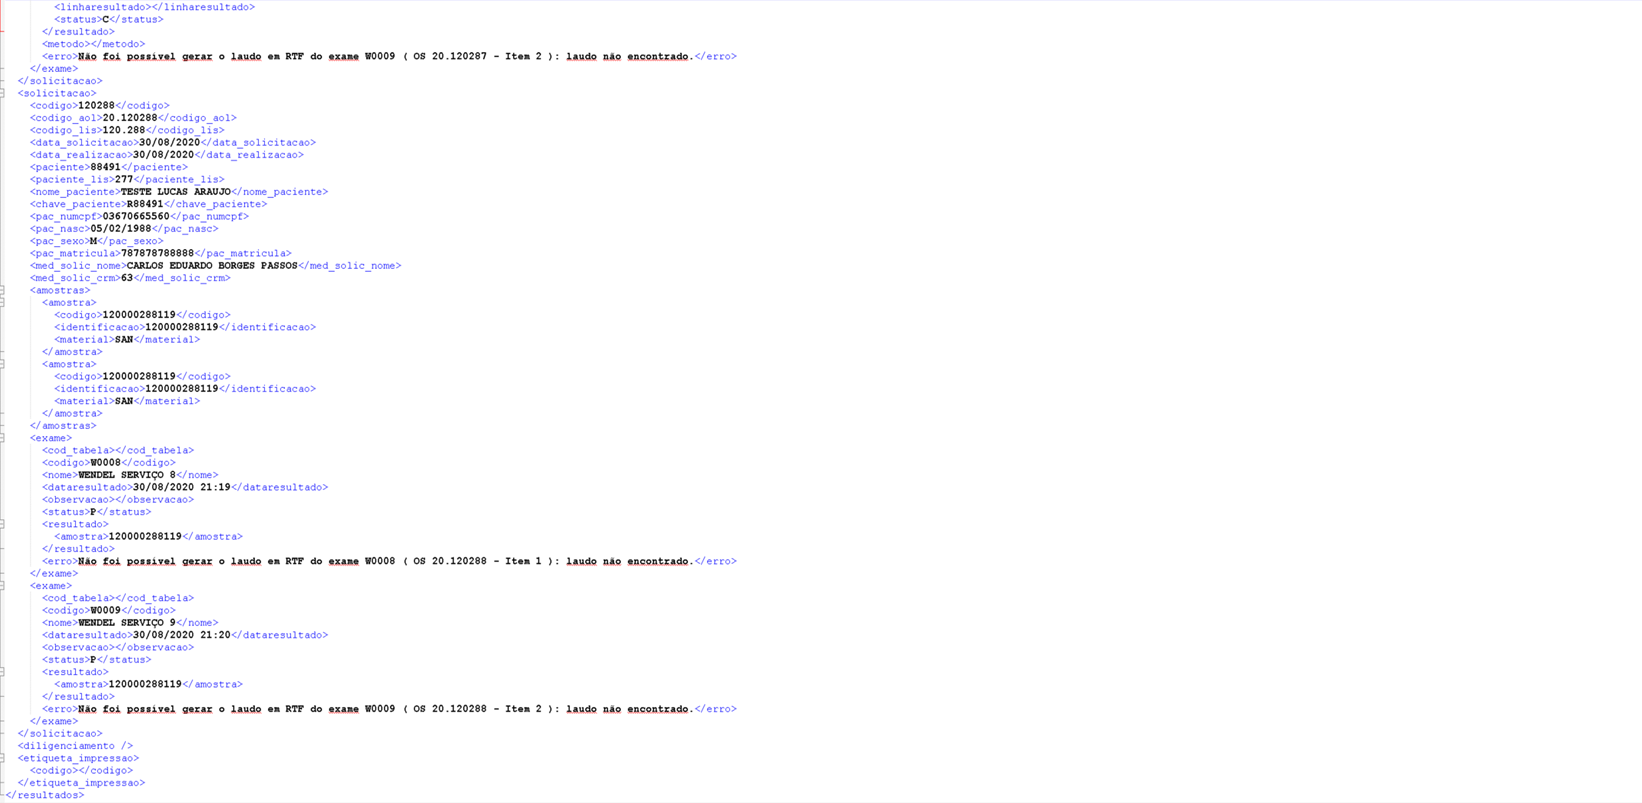 <linharesultado></linharesultado>
<status>C</status>
</resultado>
<metodo></metodo>
<erro>Não foi possivel gerar o laudo em RTF do exame W0009 ( OS 20.120287 - Item 2 ): laudo não encontrado.</erro>
</exame>
</solicitacao>
<solicitacao>
<codigo>120288</codigo>
<codigo_aol>20.120288</codigo_aol>
<codigo_lis>120.288</codigo_lis>
<data_solicitacao>30/08/2020</data_solicitacao>
<data_realizacao>30/08/2020</data_realizacao>
<paciente>88491</paciente>
<paciente_lis>277</paciente_lis>
<nome_paciente>TESTE LUCAS ARAUJO</nome_paciente>
<chave_paciente>R88491</chave_paciente>
<pac_numcpf>03670665560</pac_numcpf>
<pac_nasc>05/02/1988</pac_nasc>
<pac_sexo>M</pac_sexo>
<pac_matricula>787878788888</pac_matricula>
<med_solic_nome>CARLOS EDUARDO BORGES PASSOS</med_solic_nome>
<med_solic_crm>63</med_solic_crm>
<amostras>
<amostra>
<codigo>120000288119</codigo>
<identificacao>120000288119</identificacao>
<material>SAN</material>
</amostra>
<amostra>
<codigo>120000288119</codigo>
<identificacao>120000288119</identificacao>
<material>SAN</material>
</amostra>
</amostras>
<exame>
<cod_tabela></cod_tabela>
<codigo>W0008</codigo>
<nome>WENDEL SERVIÇO 8</nome>
<dataresultado>30/08/2020 21:19</dataresultado>
<observacao></observacao>
<status>P</status>
<resultado>
<amostra>120000288119</amostra>
</resultado>
<erro>Não foi possivel gerar o laudo em RTF do exame W0008 ( OS 20.120288 - Item 1 ): laudo não encontrado.</erro>
</exame>
<exame>
<cod_tabela></cod_tabela>
<codigo>W0009</codigo>
<nome>WENDEL SERVIÇO 9</nome>
<dataresultado>30/08/2020 21:20</dataresultado>
<observacao></observacao>
<status>P</status>
<resultado>
<amostra>120000288119</amostra>
</resultado>
<erro>Não foi possivel gerar o laudo em RTF do exame W0009 ( OS 20.120288 - Item 2 ): laudo não encontrado.</erro>
</exame>
</solicitacao>
<diligenciamento />
<etiqueta_impressao>
<codigo></codigo>
</etiqueta_impressao>
</resultados>